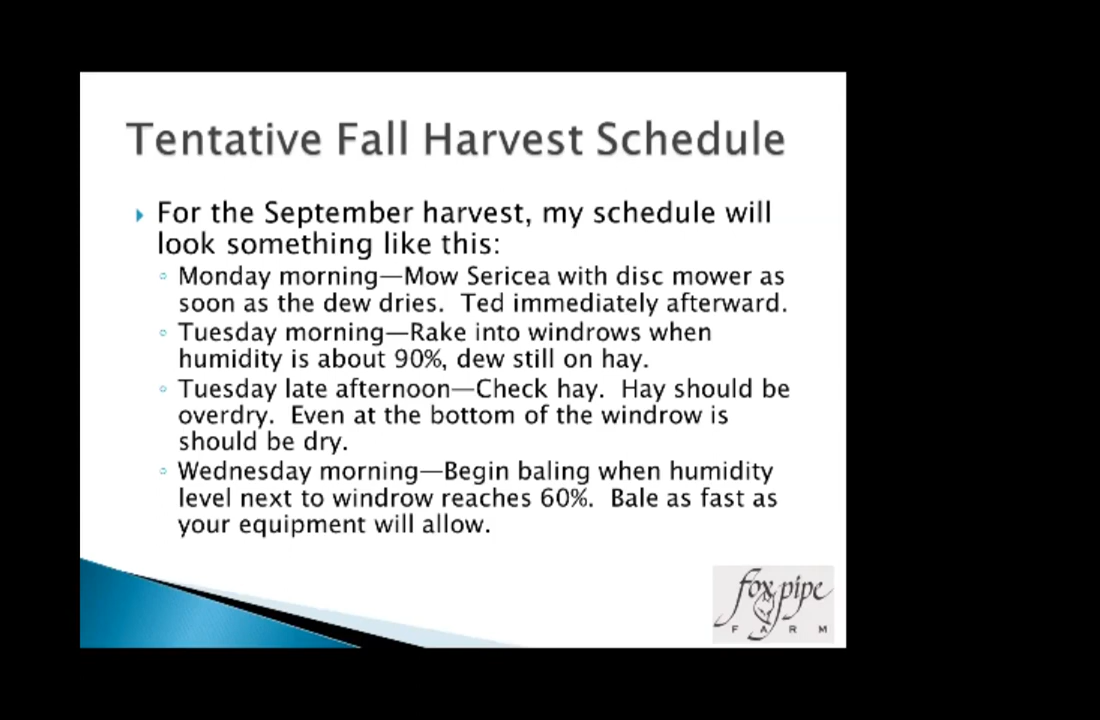 Tentative Fall Harvest Schedule
For the September harvest, my schedule will
look something like this:
Monday morning—Mow Sericea with disc mower as
soon as the dew dries.  Ted immediately afterward.
Tuesday morning—Rake into windrows when
humidity is about 90%, dew still on hay.
Tuesday late afternoon—Check hay.  Hay should be
overdry.  Even at the bottom of the windrow is
should be dry.
Wednesday morning—Begin baling when humidity
level next to windrow reaches 60%.  Bale as fast as
your equipment will allow.
fox pipe
FARM